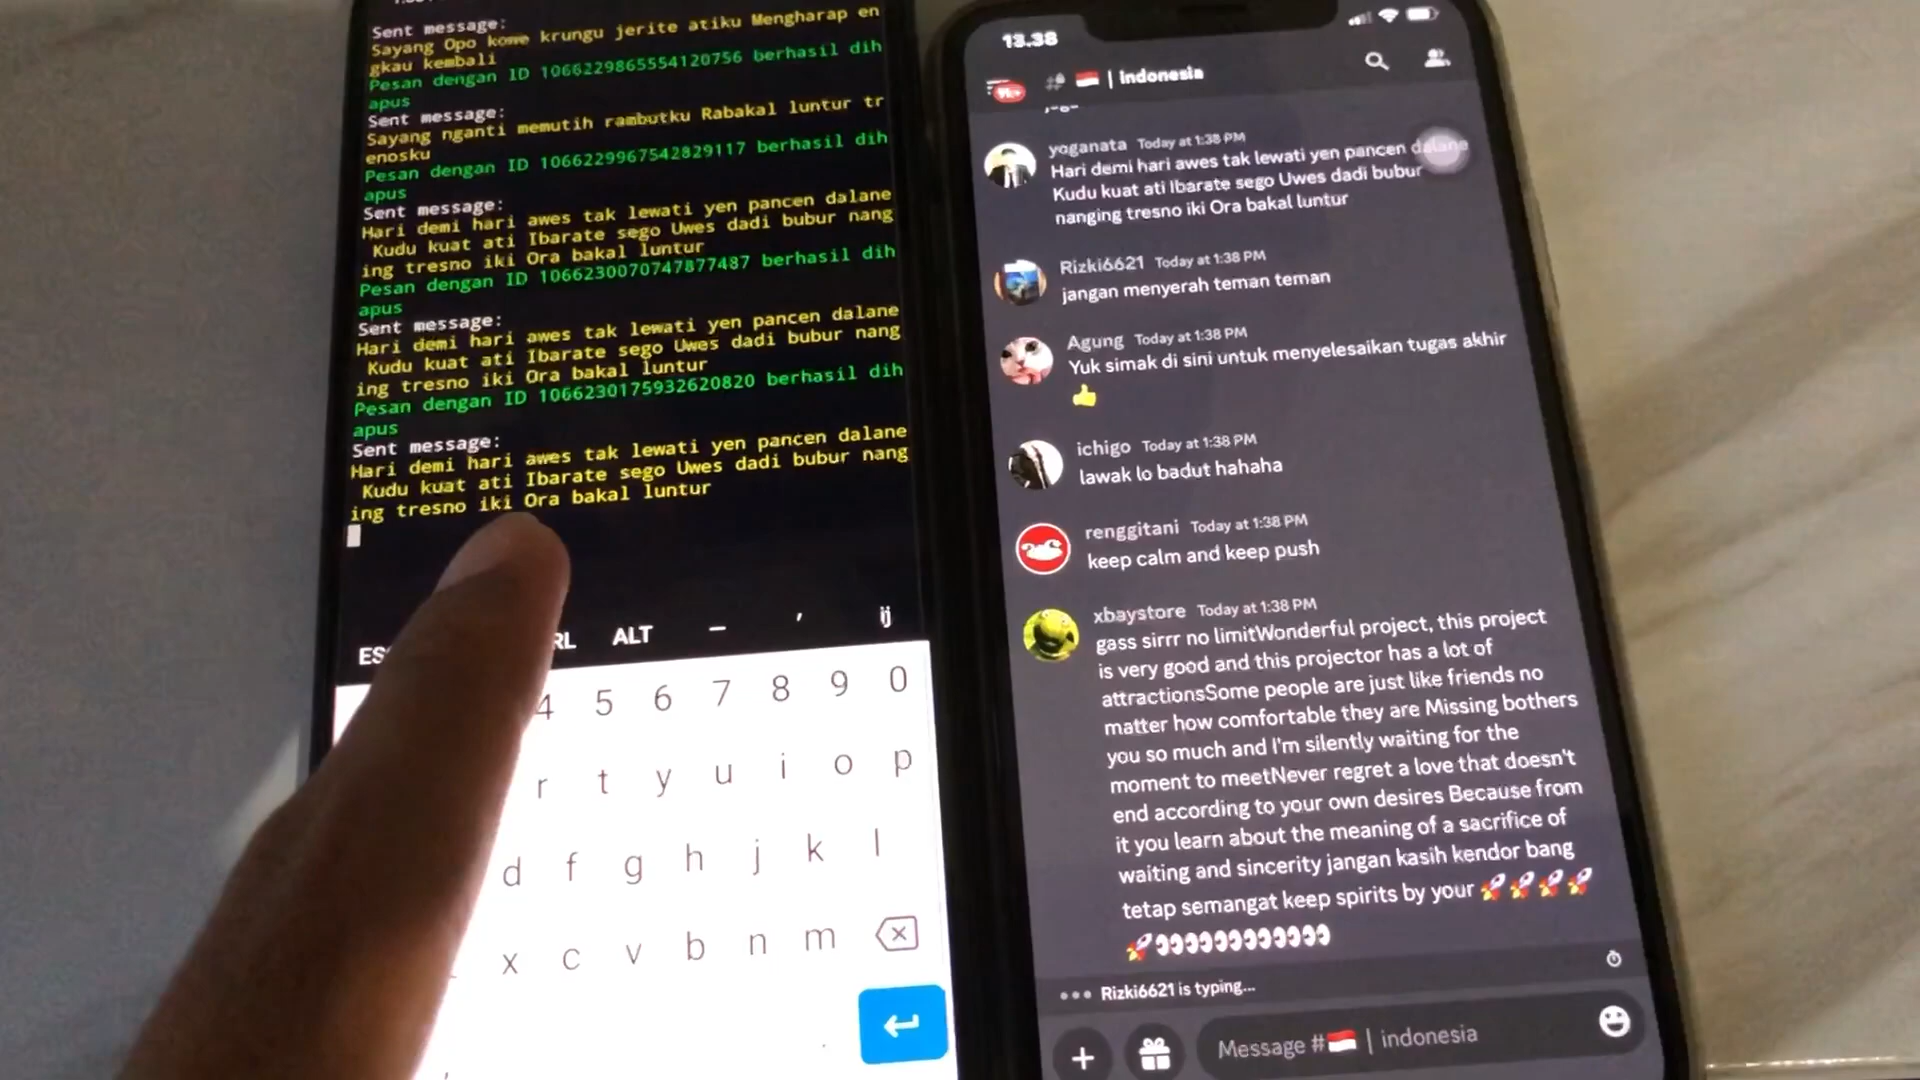 Sent message:
Sayang Opo kowe krungu jerite atiku Mengharap en
gkau kembali
Pesan dengan ID 1066229865554120756 berhasil dih
apus
Sent message:
Sayang nganti memutih rambutku Rabakal luntur tr
enosku
Pesan dengan ID 1066229967542829117 berhasil dih
apus
Sent message:
Hari demi hari awes tak lewati yen pancen dalane
Kudu kuat ati Ibarate sego Uwes dadi bubur nang
ing tresno iki Ora bakal luntur
Pesan dengan ID 1066230070747877487 berhasil dih
apus
Sent message:
Hari demi hari awes tak lewati yen pancen dalane
Kudu kuat ati Ibarate sego Uwes dadi bubur nang
ing tresno iki Ora bakal luntur
Pesan dengan ID 1066230175932620820 berhasil dih
apus
Sent message:
Hari demi hari awes tak lewati yen pancen dalane
Kudu kuat ati Ibarate sego Uwes dadi bubur nang
ing tresno iki Ora bakal luntur
ALT – ′ ij
4 5 6 7 8 9 0
r t y u i o p
d f g h j k l
x c v b n m
13.38
9k+ # 🇮🇩 | indonesia
yoganata Today at 1:38 PM
Hari demi hari awes tak lewati yen pancen dalane
Kudu kuat ati Ibarate sego Uwes dadi bubur
nanging tresno iki Ora bakal luntur
Rizki6621 Today at 1:38 PM
jangan menyerah teman teman
Agung Today at 1:38 PM
Yuk simak di sini untuk menyelesaikan tugas akhir
👍
ichigo Today at 1:38 PM
lawak lo badut hahaha
renggitani Today at 1:38 PM
keep calm and keep push
xbaystore Today at 1:38 PM
gass sirrr no limitWonderful project, this project
is very good and this projector has a lot of
attractionsSome people are just like friends no
matter how comfortable they are Missing bothers
you so much and I'm silently waiting for the
moment to meetNever regret a love that doesn't
end according to your own desires Because from
it you learn about the meaning of a sacrifice of
waiting and sincerity jangan kasih kendor bang
tetap semangat keep spirits by your 🚀🚀🚀🚀
Rizki6621 is typing...
Message #🇮🇩 | indonesia